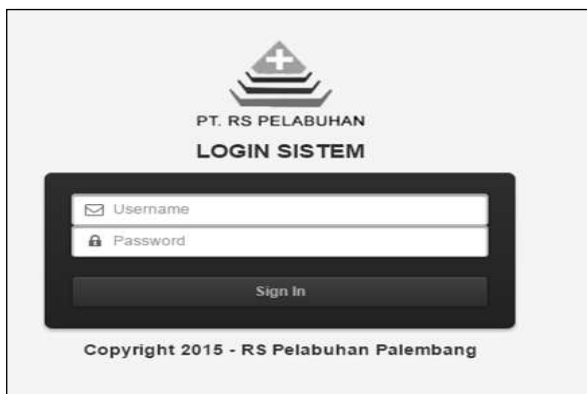 PT. RS PELABUHAN
LOGIN SISTEM
Username
Password
Sign In
Copyright 2015 - RS Pelabuhan Palembang